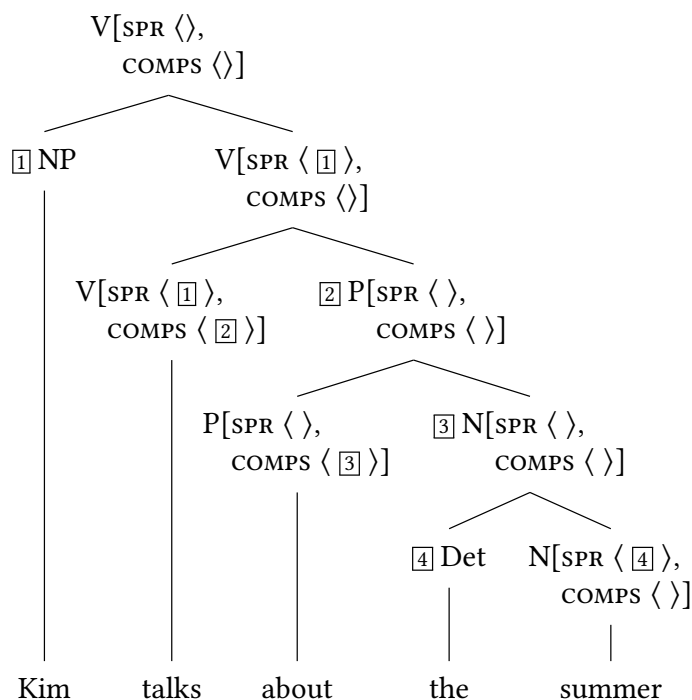 V[SPR ⟨⟩,
COMPS ⟨⟩]
1 NP V[SPR ⟨ 1 ⟩,
COMPS ⟨⟩]
V[SPR ⟨ 1 ⟩, 2 P[SPR ⟨ ⟩,
COMPS ⟨ 2 ⟩] COMPS ⟨ ⟩]
P[SPR ⟨ ⟩, 3 N[SPR ⟨ ⟩,
COMPS ⟨ 3 ⟩] COMPS ⟨ ⟩]
4 Det N[SPR ⟨ 4 ⟩,
COMPS ⟨ ⟩]
Kim talks about the summer